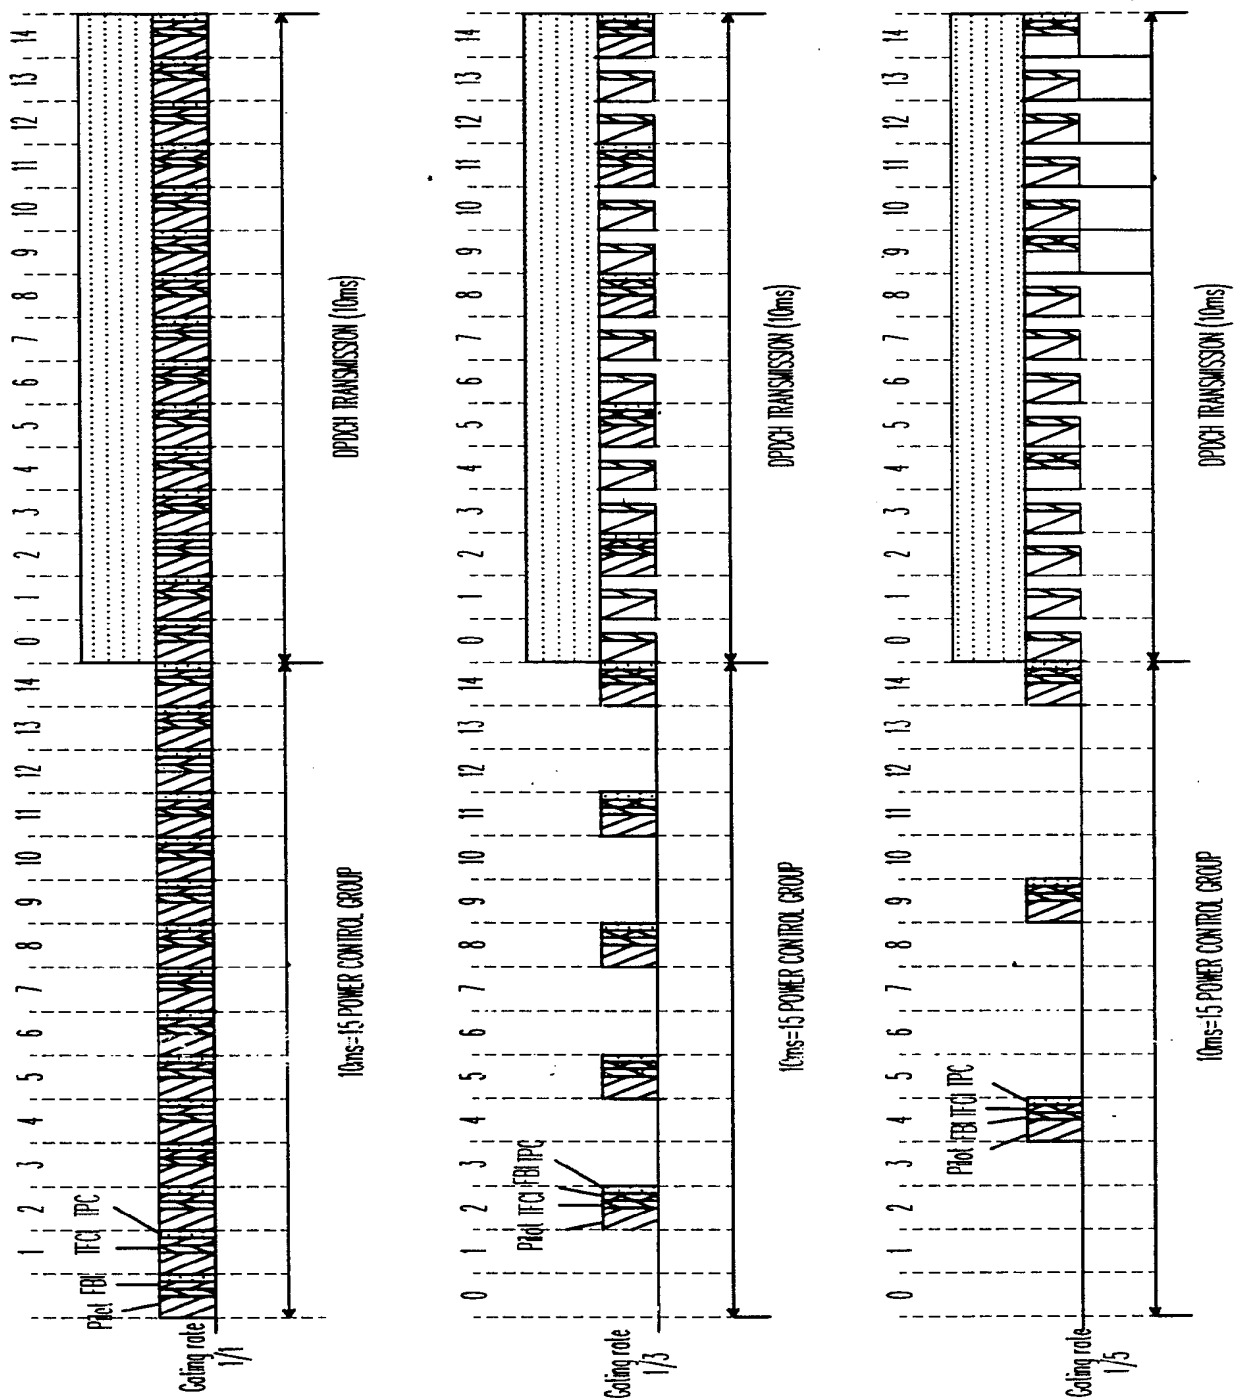 0 1 2 3 4 5 6 7 8 9 10 11 12 13 14 0 1 2 3 4 5 6 7 8 9 10 11 12 13 14
Pilot FBI TFCI TPC
Gating rate
1/1
10ms=15 POWER CONTROL GROUP
DPDCH TRANSMISSION (10ms)
0 1 2 3 4 5 6 7 8 9 10 11 12 13 14 0 1 2 3 4 5 6 7 8 9 10 11 12 13 14
Pilot TFCI FBI TPC
Gating rate
1/3
10ms=15 POWER CONTROL GROUP
DPDCH TRANSMISSION (10ms)
0 1 2 3 4 5 6 7 8 9 10 11 12 13 14 0 1 2 3 4 5 6 7 8 9 10 11 12 13 14
Pilot FBI TFCI TPC
Gating rate
1/5
10ms=15 POWER CONTROL GROUP
DPDCH TRANSMISSION (10ms)